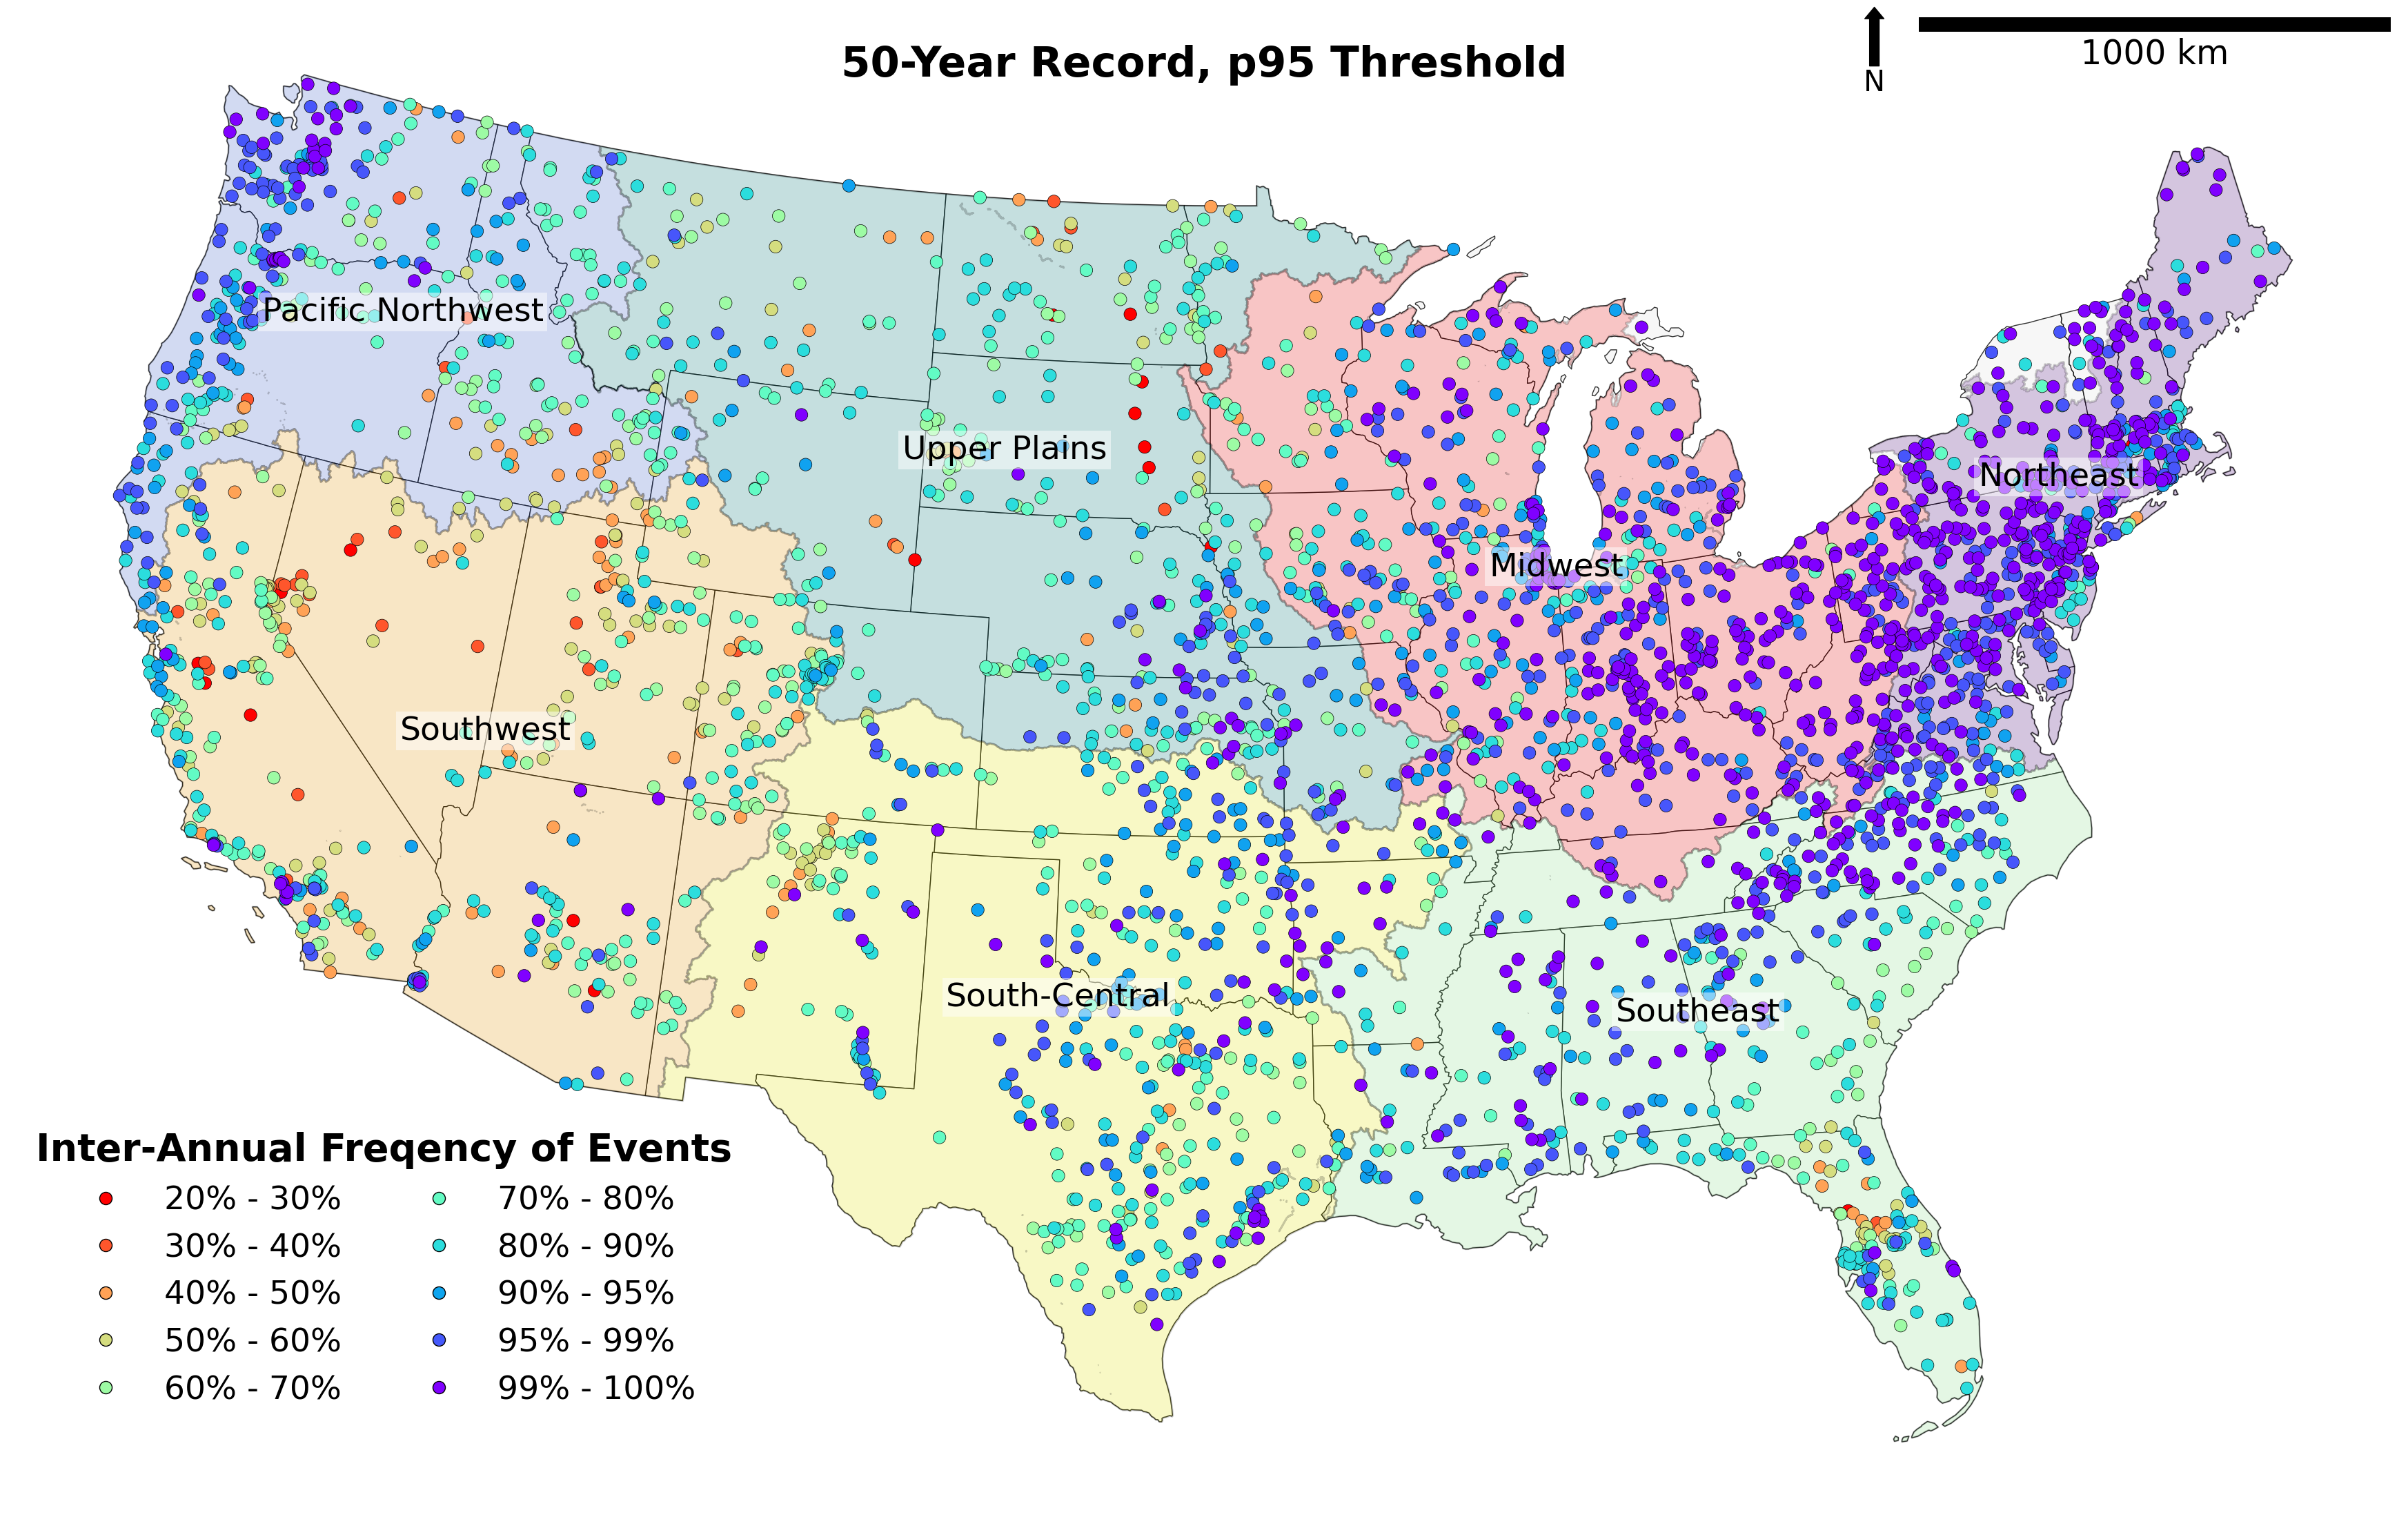 50-Year Record, p95 Threshold
N
1000 km
Pacific Northwest
Upper Plains
Northeast
Midwest
Southwest
South-Central
Southeast
Inter-Annual Freqency of Events
20% - 30%
30% - 40%
40% - 50%
50% - 60%
60% - 70%
70% - 80%
80% - 90%
90% - 95%
95% - 99%
99% - 100%